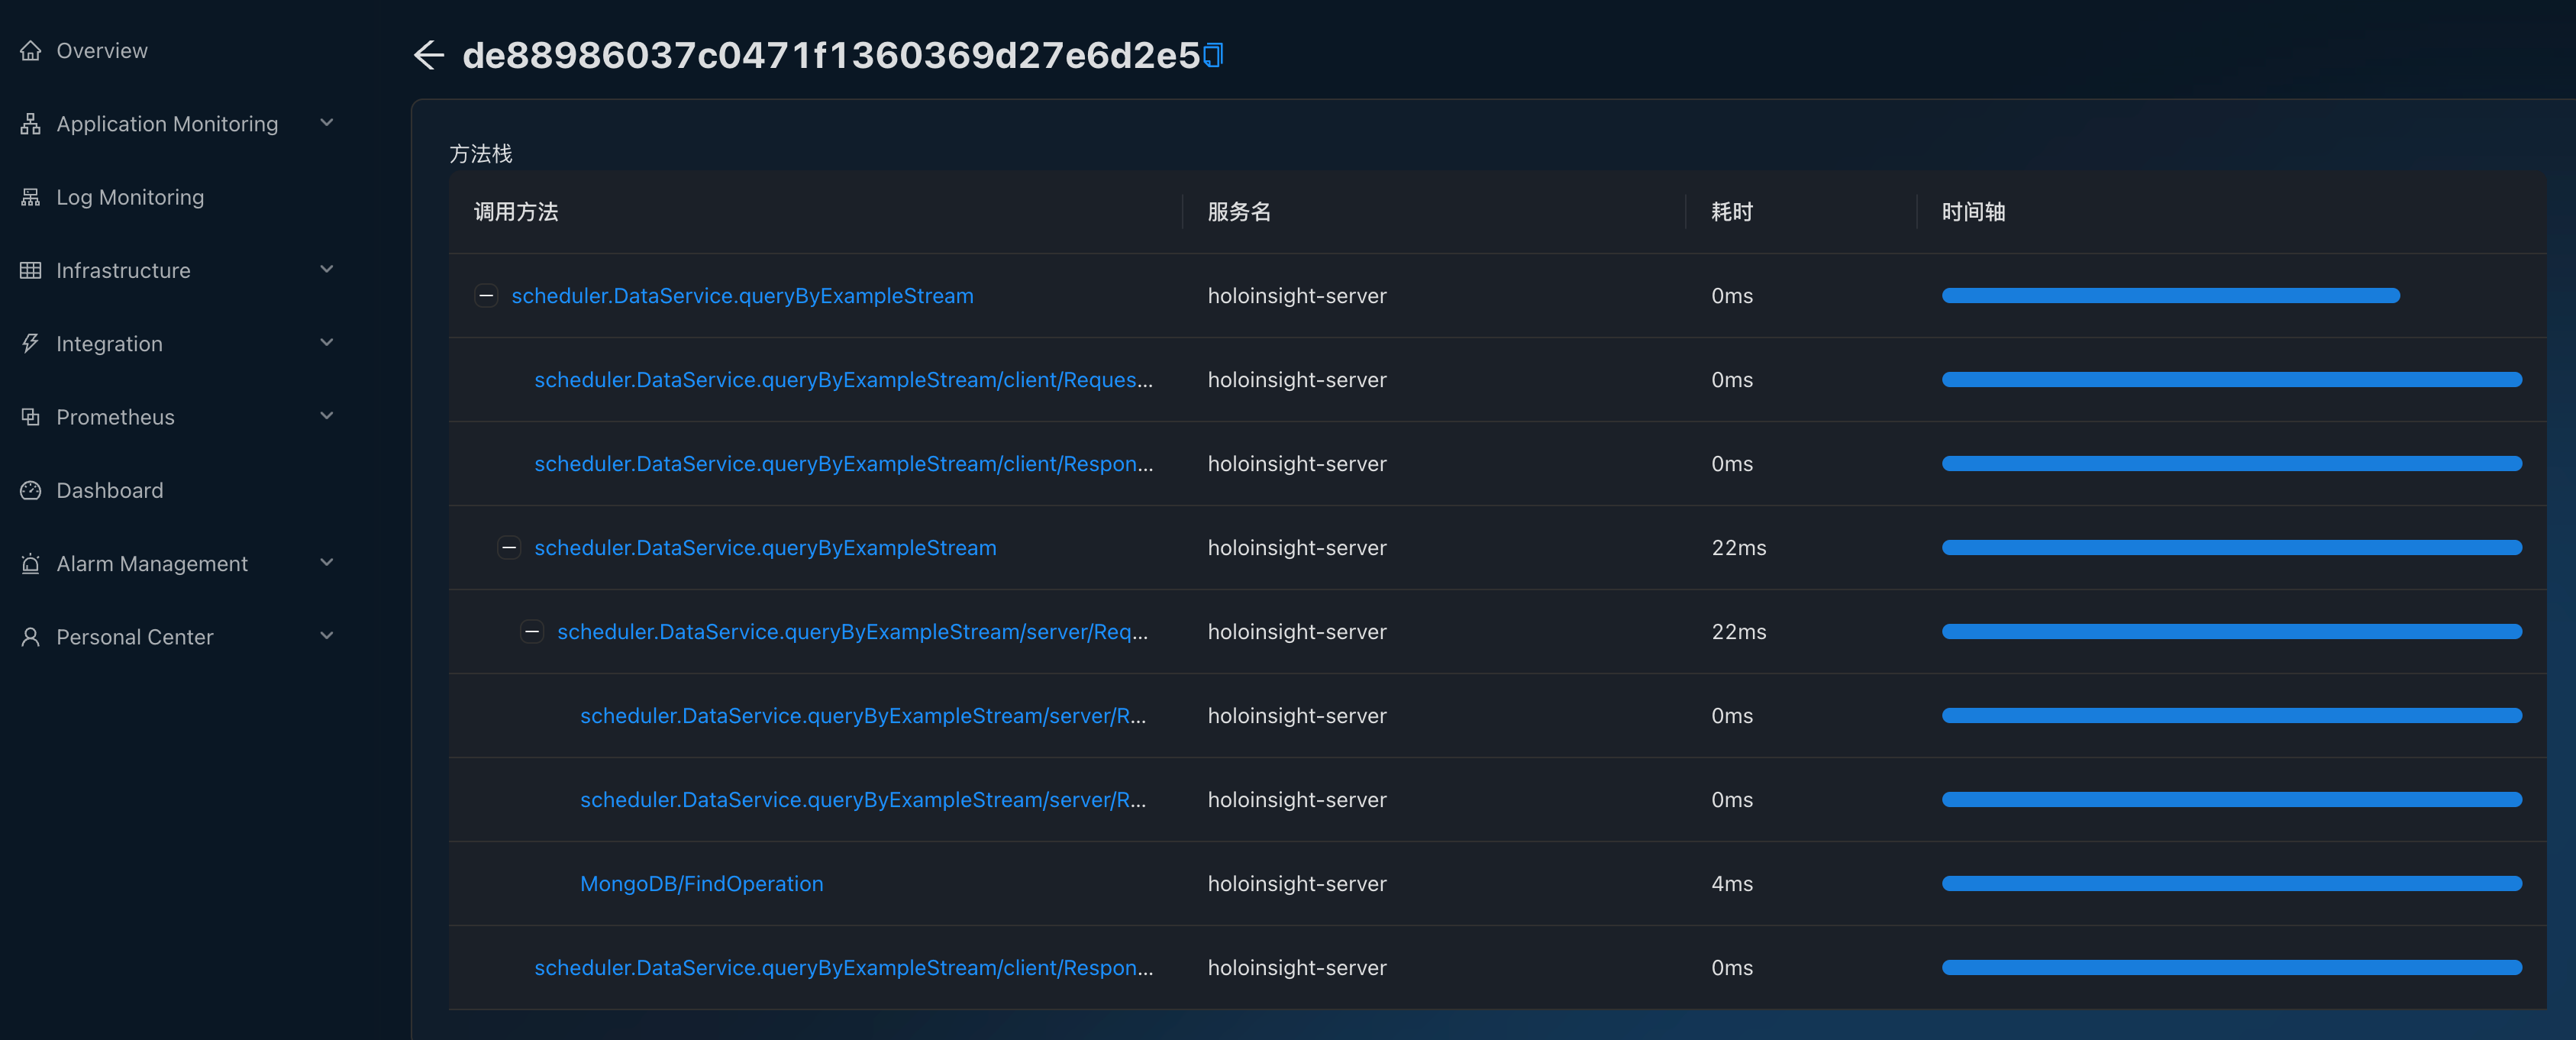 Overview
Application Monitoring
Log Monitoring
Infrastructure
Integration
Prometheus
Dashboard
Alarm Management
Personal Center
de88986037c0471f1360369d27e6d2e5
方法栈
调用方法 服务名 耗时 时间轴
scheduler.DataService.queryByExampleStream holoinsight-server 0ms
scheduler.DataService.queryByExampleStream/client/Reques... holoinsight-server 0ms
scheduler.DataService.queryByExampleStream/client/Respon... holoinsight-server 0ms
scheduler.DataService.queryByExampleStream holoinsight-server 22ms
scheduler.DataService.queryByExampleStream/server/Req... holoinsight-server 22ms
scheduler.DataService.queryByExampleStream/server/R... holoinsight-server 0ms
scheduler.DataService.queryByExampleStream/server/R... holoinsight-server 0ms
MongoDB/FindOperation holoinsight-server 4ms
scheduler.DataService.queryByExampleStream/client/Respon... holoinsight-server 0ms